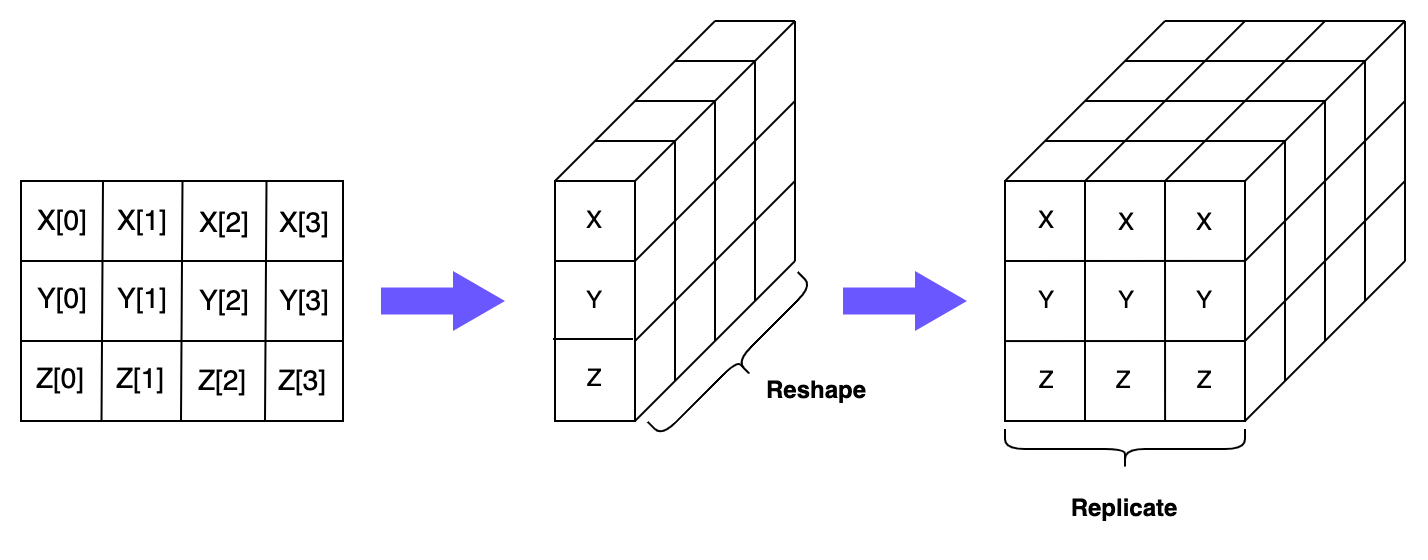 X[0] X[1] X[2] X[3]
Y[0] Y[1] Y[2] Y[3]
Z[0] Z[1] Z[2] Z[3]
X
Y
Z
Reshape
X X X
Y Y Y
Z Z Z
Replicate